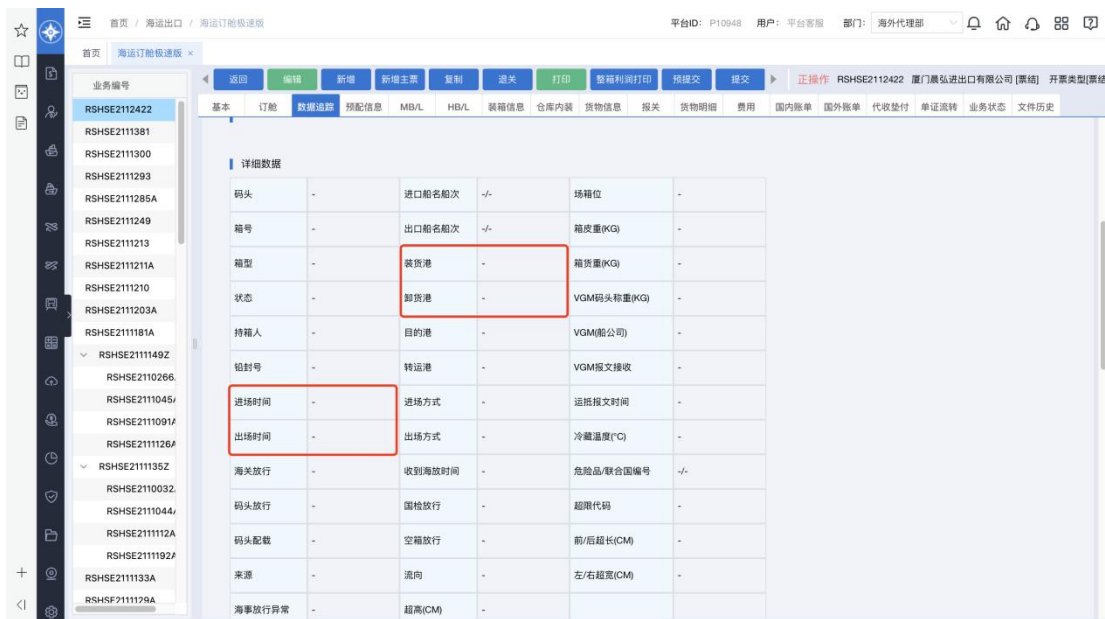 首页 / 海运出口 / 海运订舱极速版 平台ID: P10948 用户: 平台客服 部门: 海外代理部
首页 海运订舱极速版 ×
业务编号
RSHSE2112422
RSHSE2111381
RSHSE2111300
RSHSE2111293
RSHSE2111285A
RSHSE2111249
RSHSE2111213
RSHSE2111211A
RSHSE2111210
RSHSE2111203A
RSHSE2111181A
RSHSE2111149Z
RSHSE2110266.
RSHSE2111045
RSHSE2111091A
RSHSE2111126A
RSHSE2111135Z
RSHSE2110032.
RSHSE2111044
RSHSE2111112A
RSHSE2111192A
RSHSE2111133A
RSHSE2111129A
返回 编辑 新增 新增主票 复制 退关 打印 整箱利润打印 预提交 提交 正操作 RSHSE2112422 厦门晨弘进出口有限公司 [票结] 开票类型[票结
基本 订舱 数据追踪 预配信息 MB/L HB/L 装箱信息 仓库内装 货物信息 报关 货物明细 费用 国内账单 国外账单 代收垫付 单证流转 业务状态 文件历史
详细数据
码头 - 进口船名船次 -/- 场箱位 -
箱号 - 出口船名船次 -/- 箱皮重(KG) -
箱型 - 装货港 - 箱货重(KG) -
状态 - 卸货港 - VGM码头称重(KG) -
持箱人 - 目的港 - VGM(船公司) -
铅封号 - 转运港 - VGM报文接收 -
进场时间 - 进场方式 - 运抵报文时间 -
出场时间 - 出场方式 - 冷藏温度(°C) -
海关放行 - 收到海放时间 - 危险品/联合国编号 -/-
码头放行 - 国检放行 - 超限代码 -
码头配载 - 空箱放行 - 前/后超长(CM) -
来源 - 流向 - 左/右超宽(CM) -
海事放行异常 - 超高(CM) -